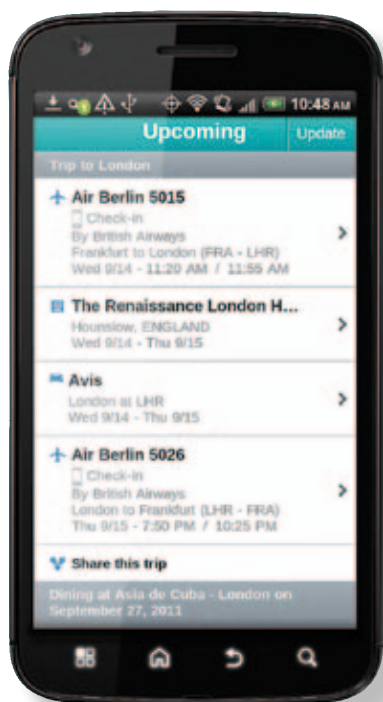 10:48 AM
Upcoming
Update
Trip to London
Air Berlin 5015
Check-in
By British Airways
Frankfurt to London (FRA - LHR)
Wed 9/14 - 11:20 AM / 11:55 AM
The Renaissance London H...
Hounslow, ENGLAND
Wed 9/14 - Thu 9/15
Avis
London at LHR
Wed 9/14 - Thu 9/15
Air Berlin 5026
Check-in
By British Airways
London to Frankfurt (LHR - FRA)
Thu 9/15 - 7:50 PM / 10:25 PM
Share this trip
Dining at Asia de Cuba - London on
September 27, 2011